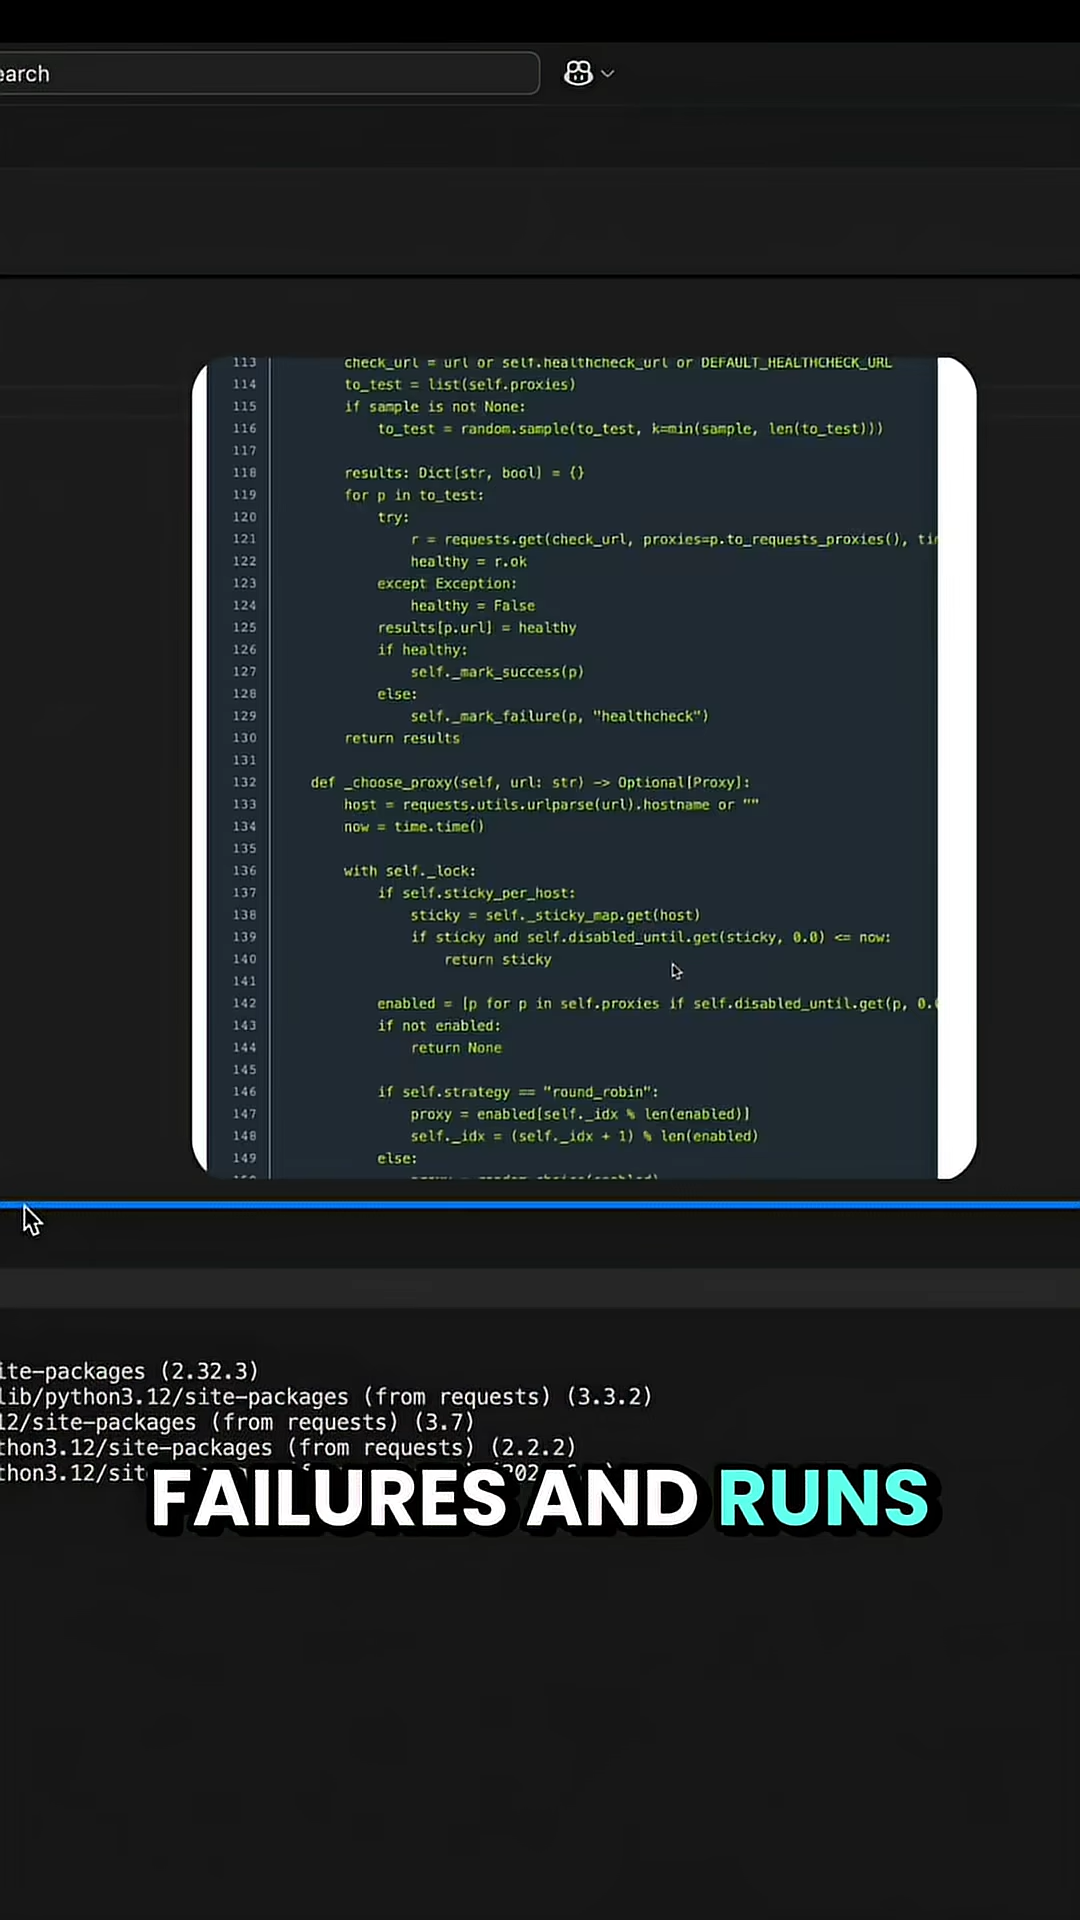 earch
113 check_url = url or self.healthcheck_url or DEFAULT_HEALTHCHECK_URL
114 to_test = list(self.proxies)
115 if sample is not None:
116 to_test = random.sample(to_test, k=min(sample, len(to_test)))
117
118 results: Dict[str, bool] = {}
119 for p in to_test:
120 try:
121 r = requests.get(check_url, proxies=p.to_requests_proxies(), ti
122 healthy = r.ok
123 except Exception:
124 healthy = False
125 results[p.url] = healthy
126 if healthy:
127 self._mark_success(p)
128 else:
129 self._mark_failure(p, "healthcheck")
130 return results
131
132 def _choose_proxy(self, url: str) -> Optional[Proxy]:
133 host = requests.utils.urlparse(url).hostname or ""
134 now = time.time()
135
136 with self._lock:
137 if self.sticky_per_host:
138 sticky = self._sticky_map.get(host)
139 if sticky and self.disabled_until.get(sticky, 0.0) <= now:
140 return sticky
141
142 enabled = [p for p in self.proxies if self.disabled_until.get(p, 0.
143 if not enabled:
144 return None
145
146 if self.strategy == "round_robin":
147 proxy = enabled[self._idx % len(enabled)]
148 self._idx = (self._idx + 1) % len(enabled)
149 else:
ite-packages (2.32.3)
lib/python3.12/site-packages (from requests) (3.3.2)
12/site-packages (from requests) (3.7)
thon3.12/site-packages (from requests) (2.2.2)
thon3.12/sit
FAILURES AND RUNS